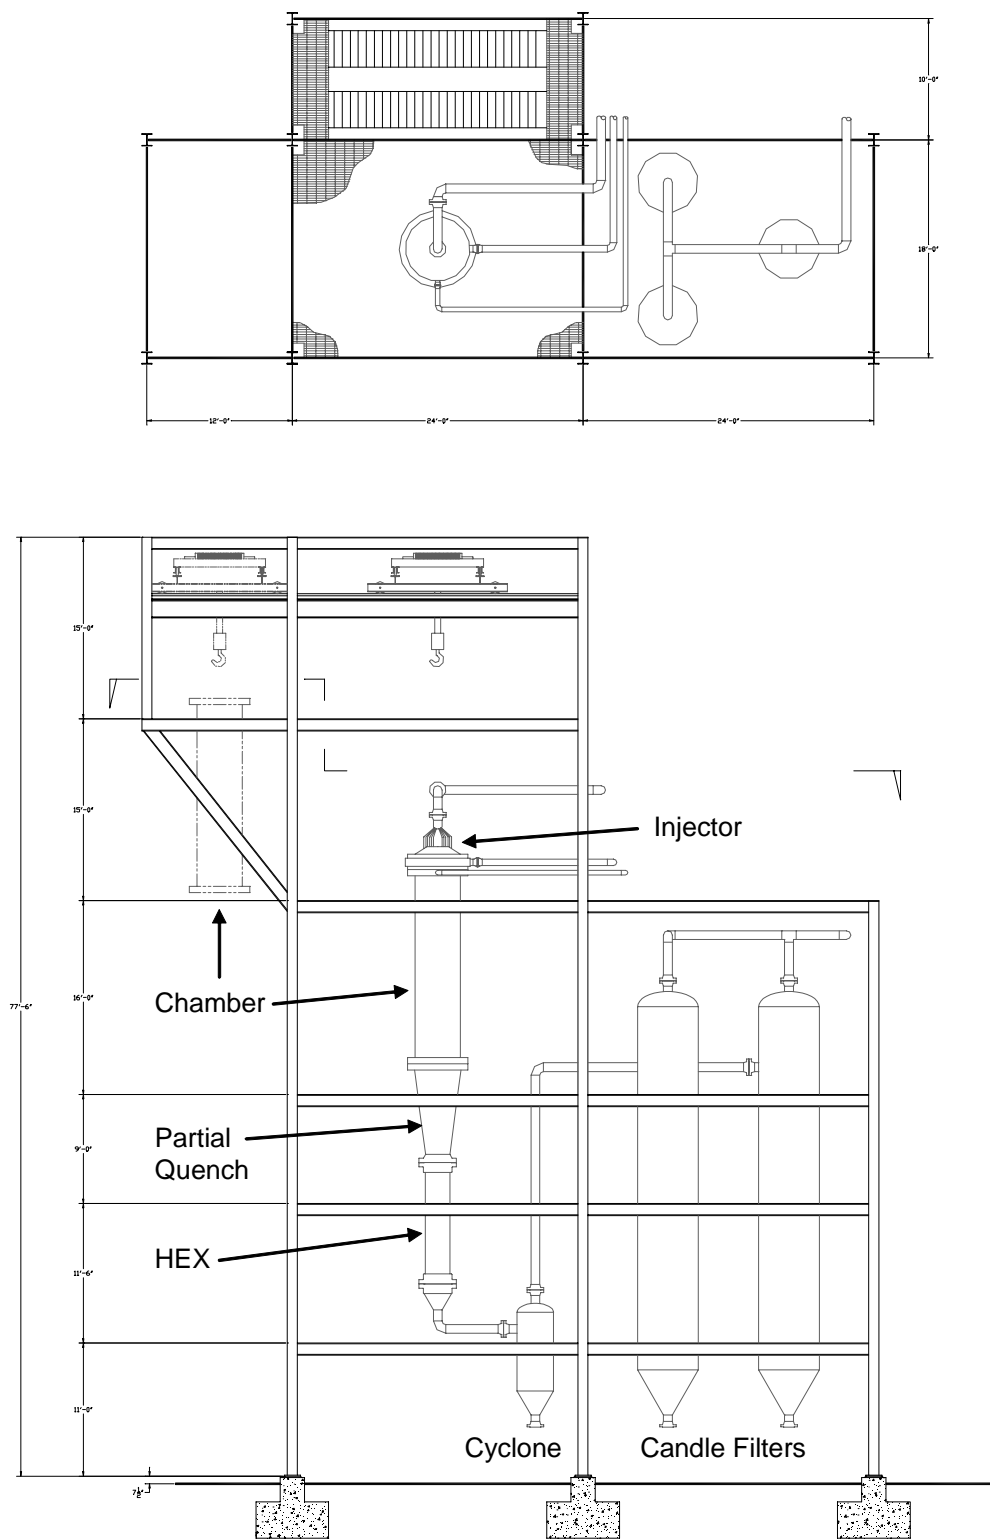 10'-0"
18'-0"
12'-0"
24'-0"
24'-0"
15'-0"
15'-0"
Injector
Chamber
16'-0"
77'-6"
Partial
Quench
9'-0"
HEX
11'-6"
11'-0"
Cyclone
Candle Filters
7½"